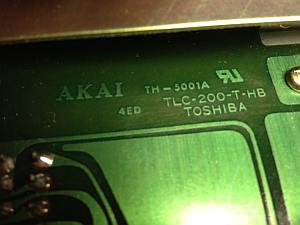 AKAI TH-5001A
4ED TLC-200-T-HB
TOSHIBA